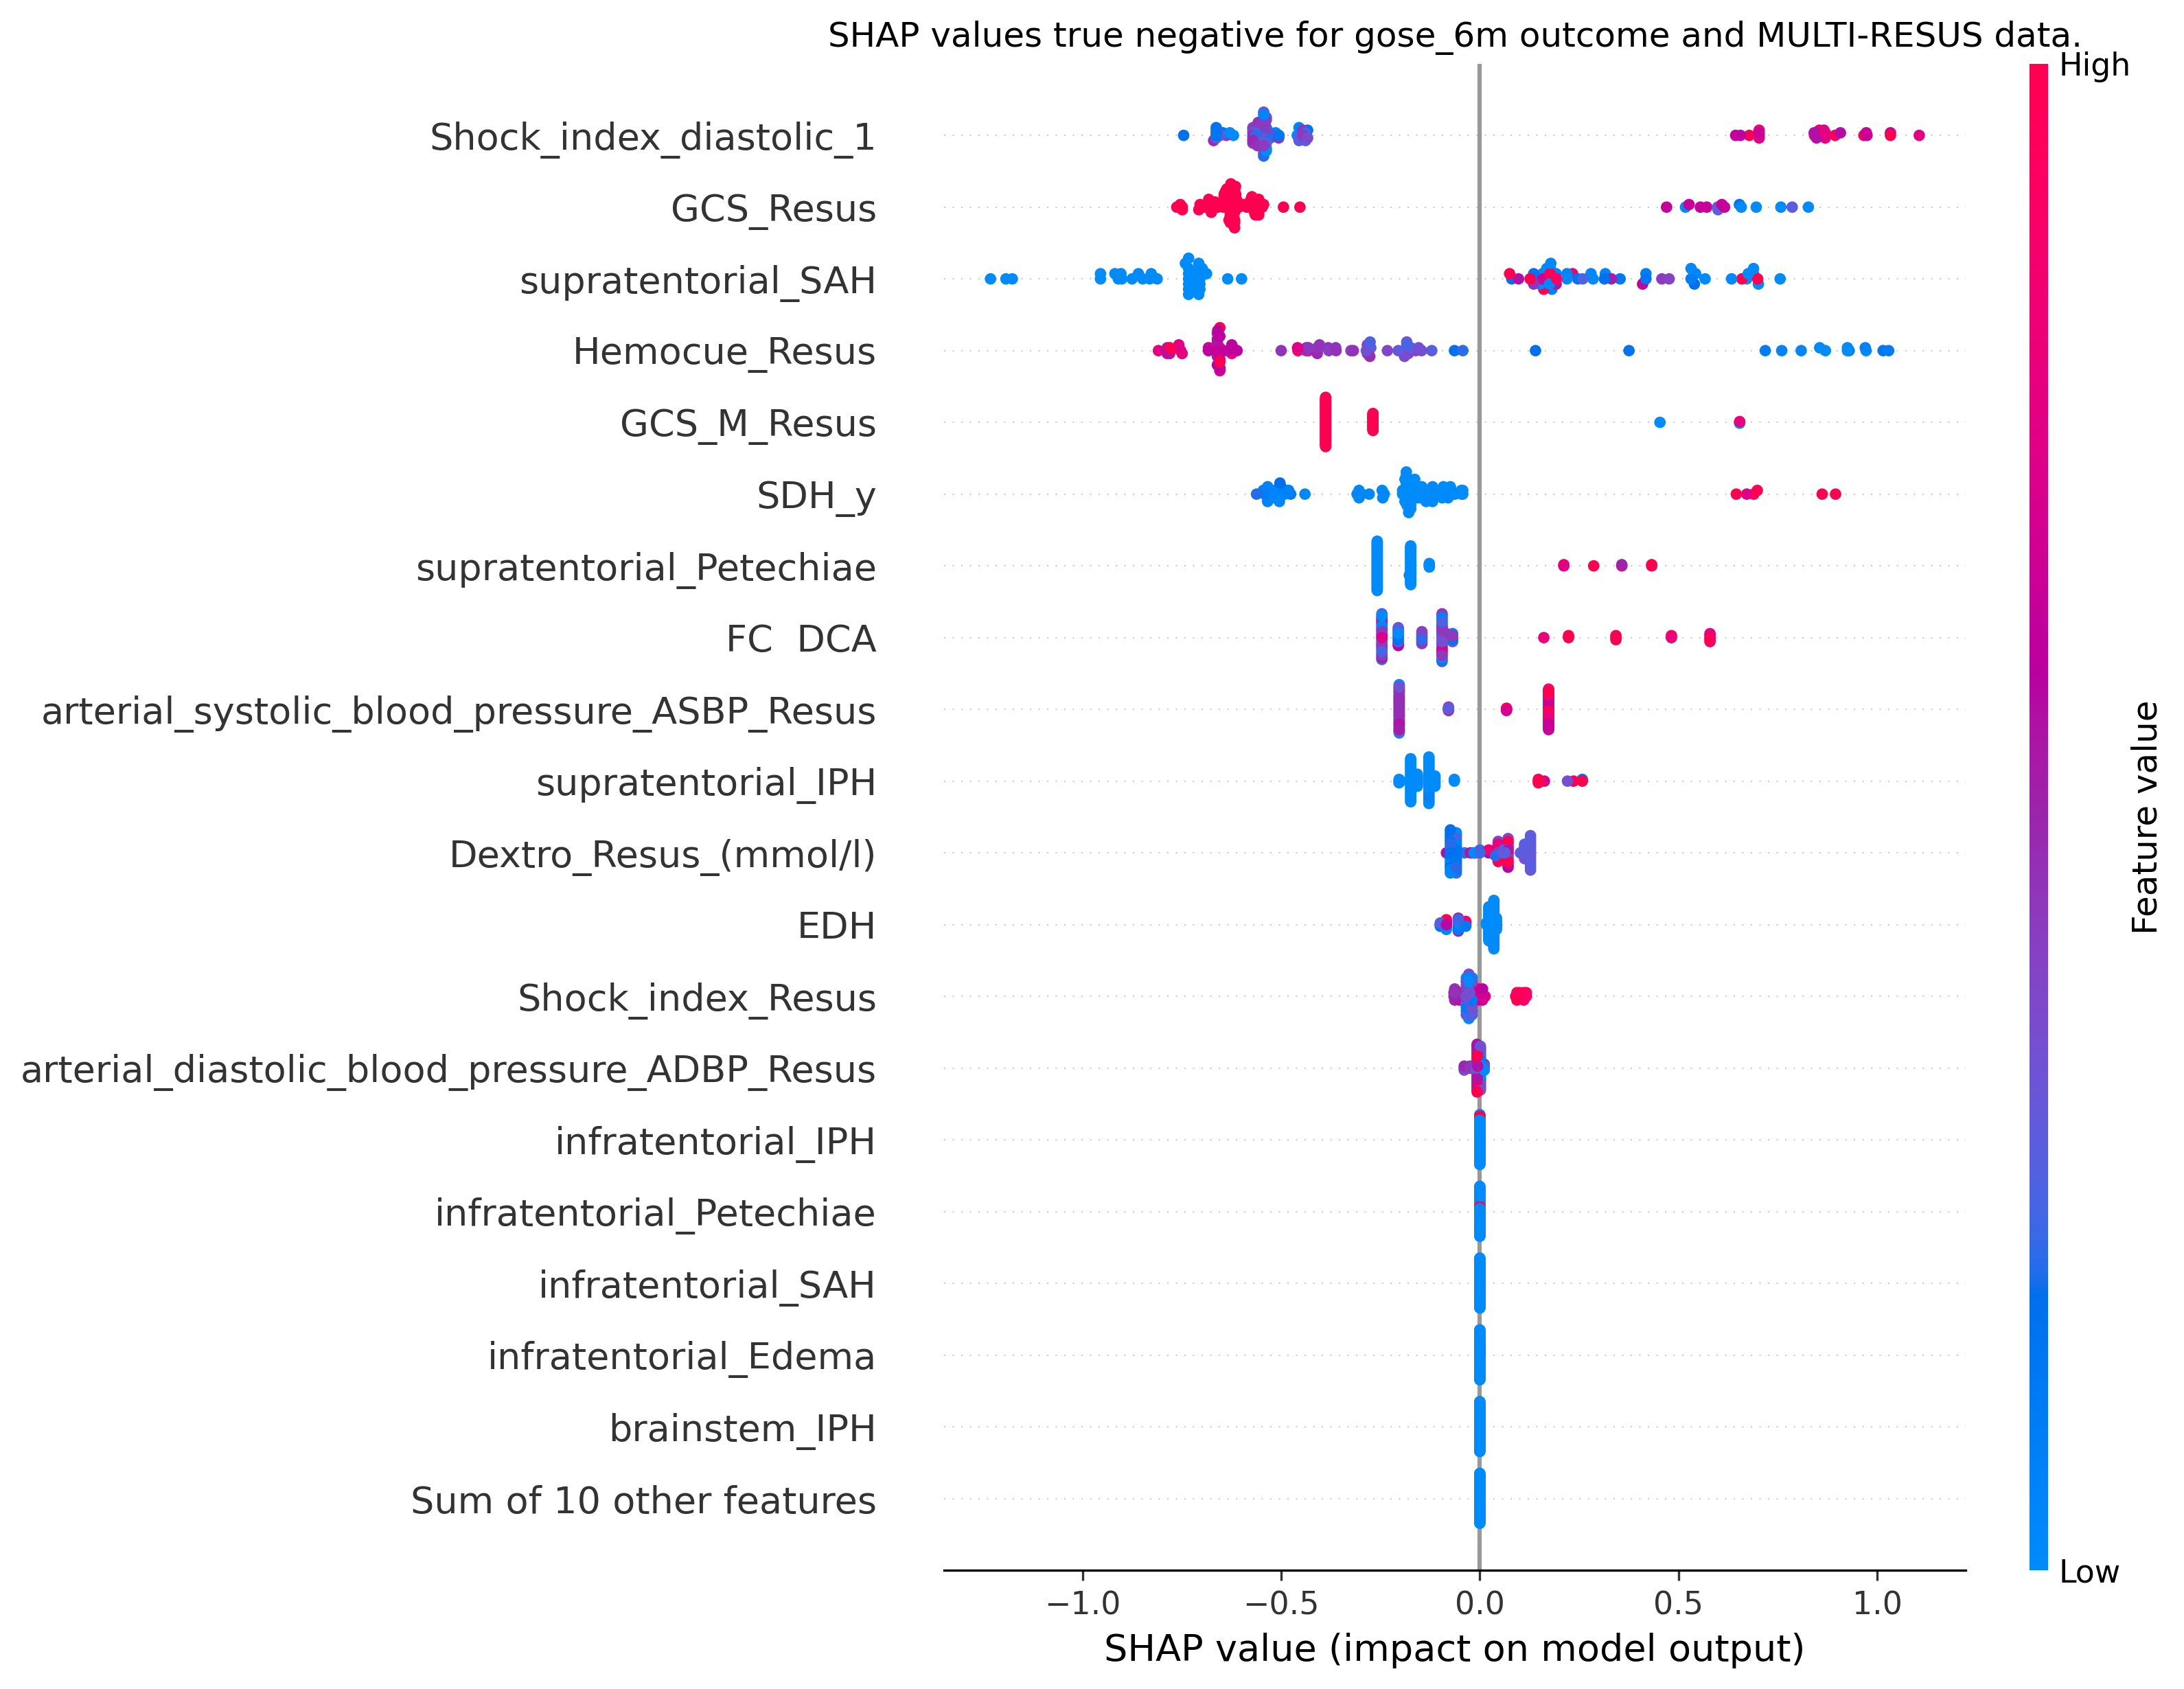 SHAP values true negative for gose_6m outcome and MULTI-RESUS data.
High
Shock_index_diastolic_1
GCS_Resus
supratentorial_SAH
Hemocue_Resus
GCS_M_Resus
SDH_y
supratentorial_Petechiae
FC  DCA
arterial_systolic_blood_pressure_ASBP_Resus
supratentorial_IPH
Dextro_Resus_(mmol/l)
EDH
Shock_index_Resus
arterial_diastolic_blood_pressure_ADBP_Resus
infratentorial_IPH
infratentorial_Petechiae
infratentorial_SAH
infratentorial_Edema
brainstem_IPH
Sum of 10 other features
Feature value
Low
−1.0 −0.5 0.0 0.5 1.0
SHAP value (impact on model output)